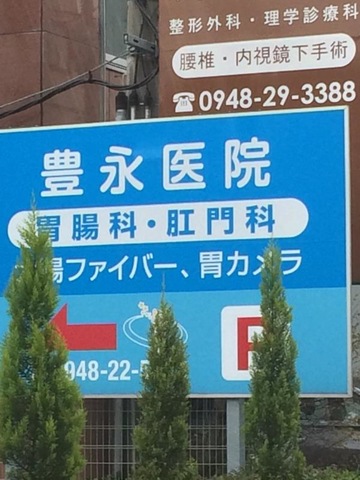 整形外科・理学診療科
腰椎・内視鏡下手術
☎0948-29-3388
豊永医院
胃腸科・肛門科
腸ファイバー、胃カメラ
948-22-5
P